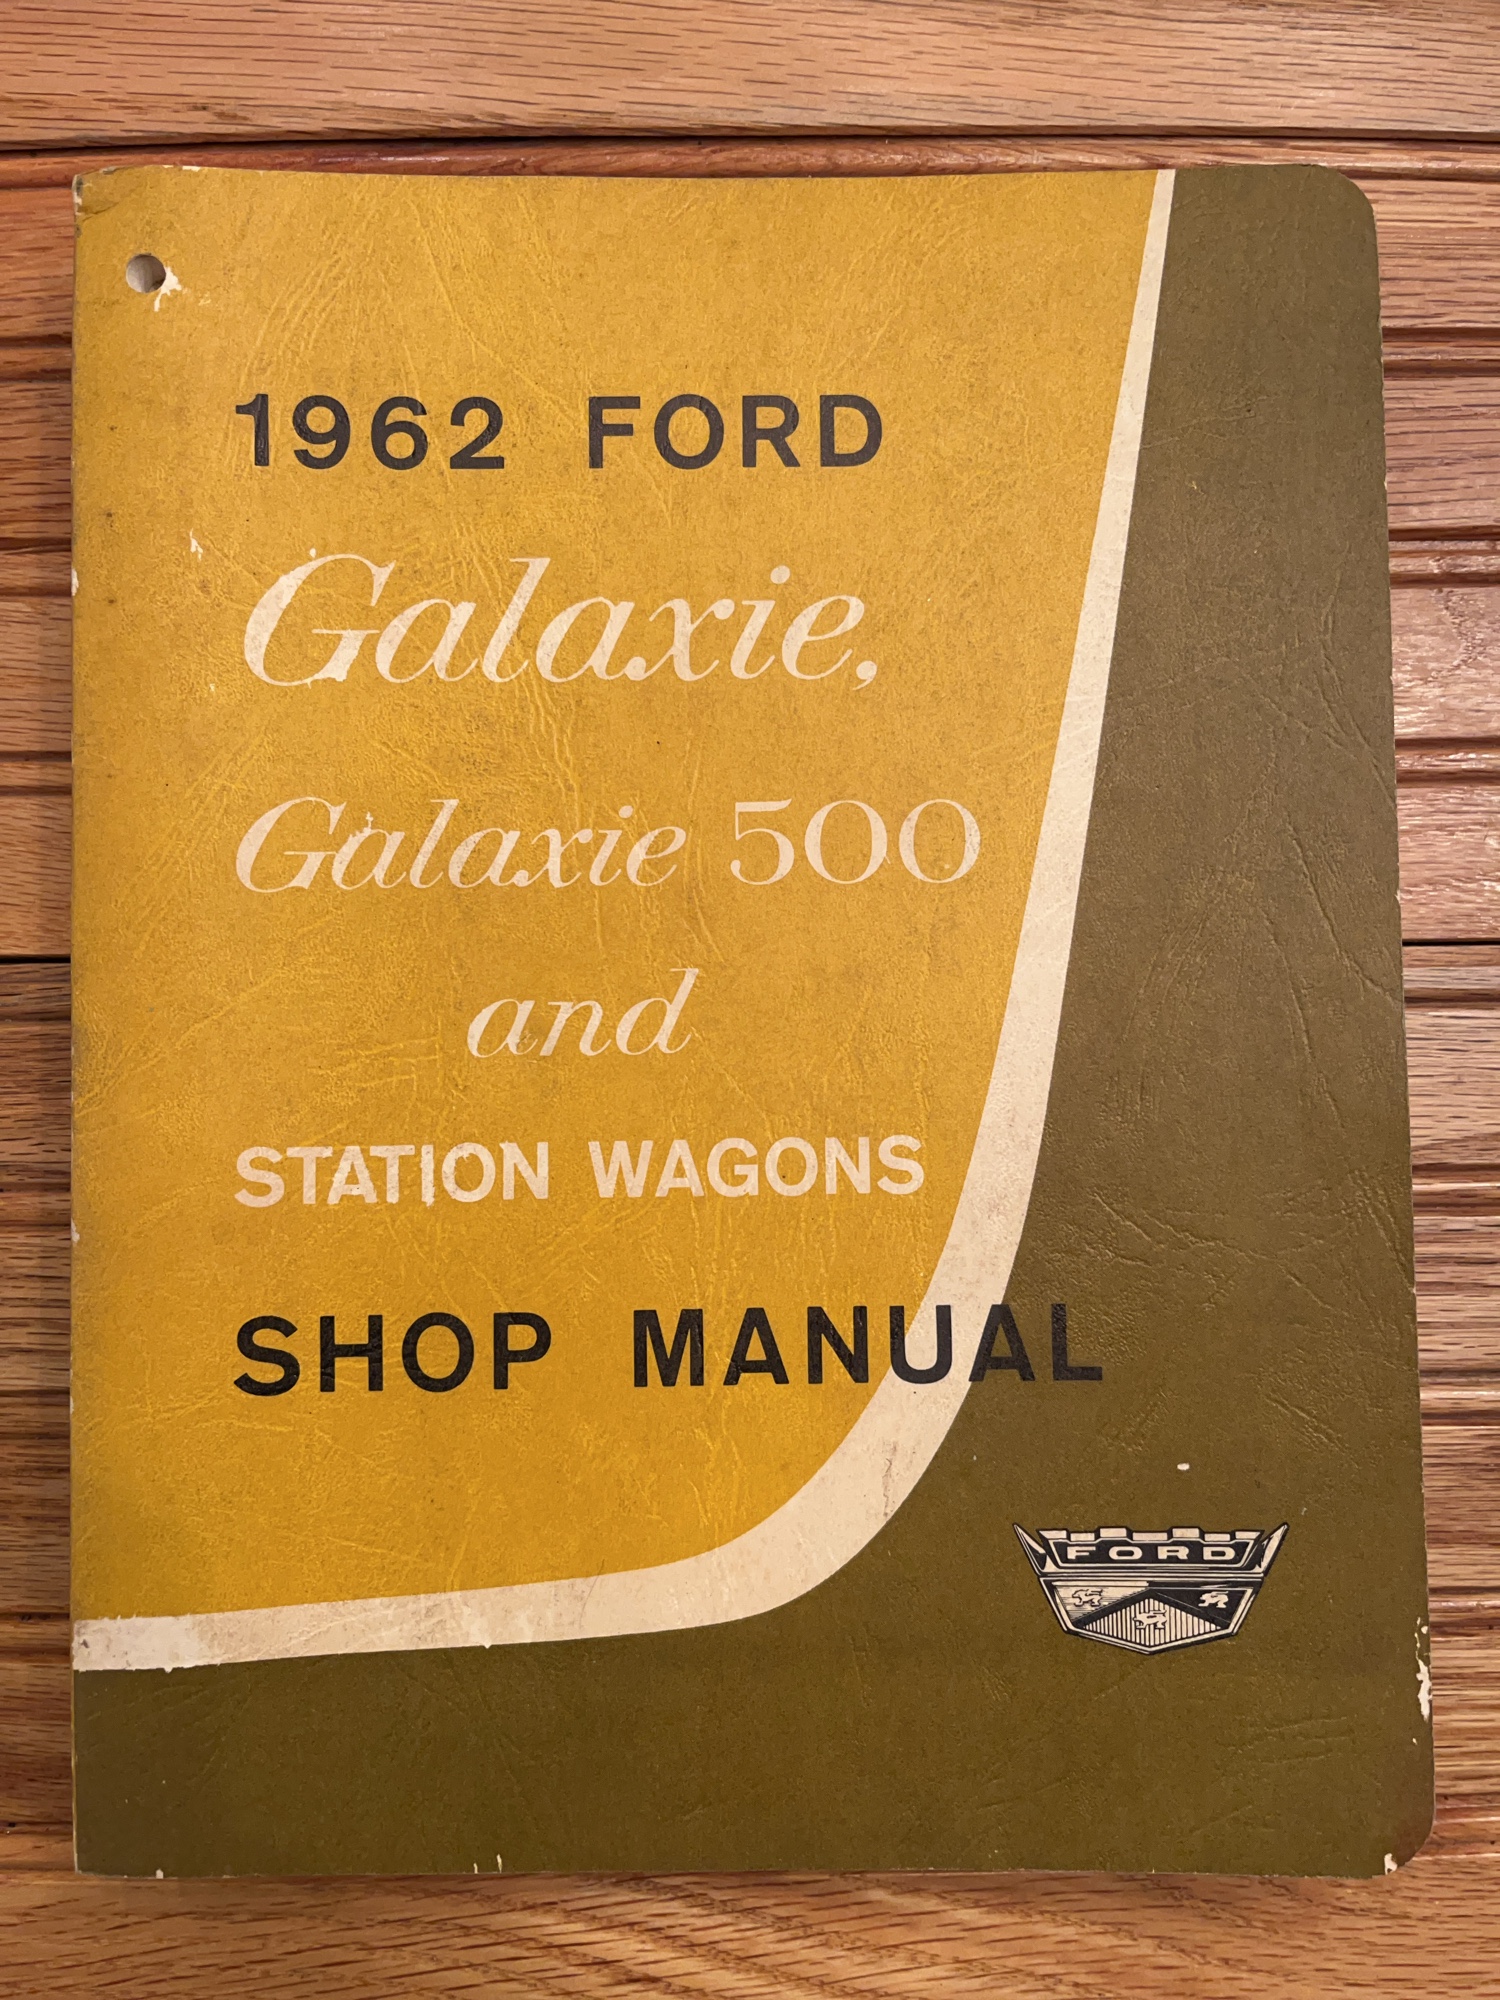 1962 FORD
Galaxie,
Galaxie 500
and
STATION WAGONS
SHOP MANUAL
FORD